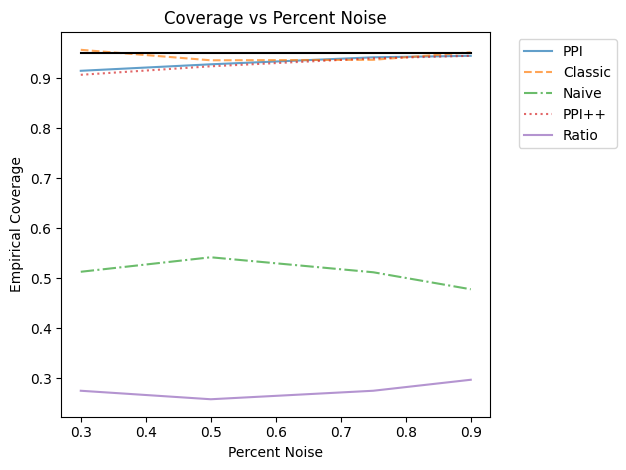 Coverage vs Percent Noise
Empirical Coverage
0.9
0.8
0.7
0.6
0.5
0.4
0.3
0.3 0.4 0.5 0.6 0.7 0.8 0.9
Percent Noise
PPI
Classic
Naive
PPI++
Ratio